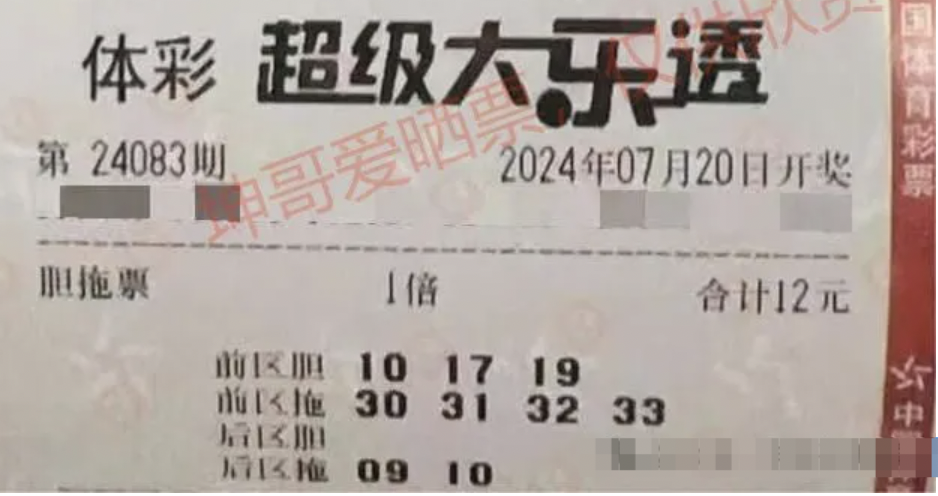 体彩 超级大乐透
第 24083期 2024年07月20日开奖
坤哥爱晒票
胆拖票 1倍 合计12元
前区胆 10 17 19
前区拖 30 31 32 33
后区胆
后区拖 09 10
国体育彩票
中